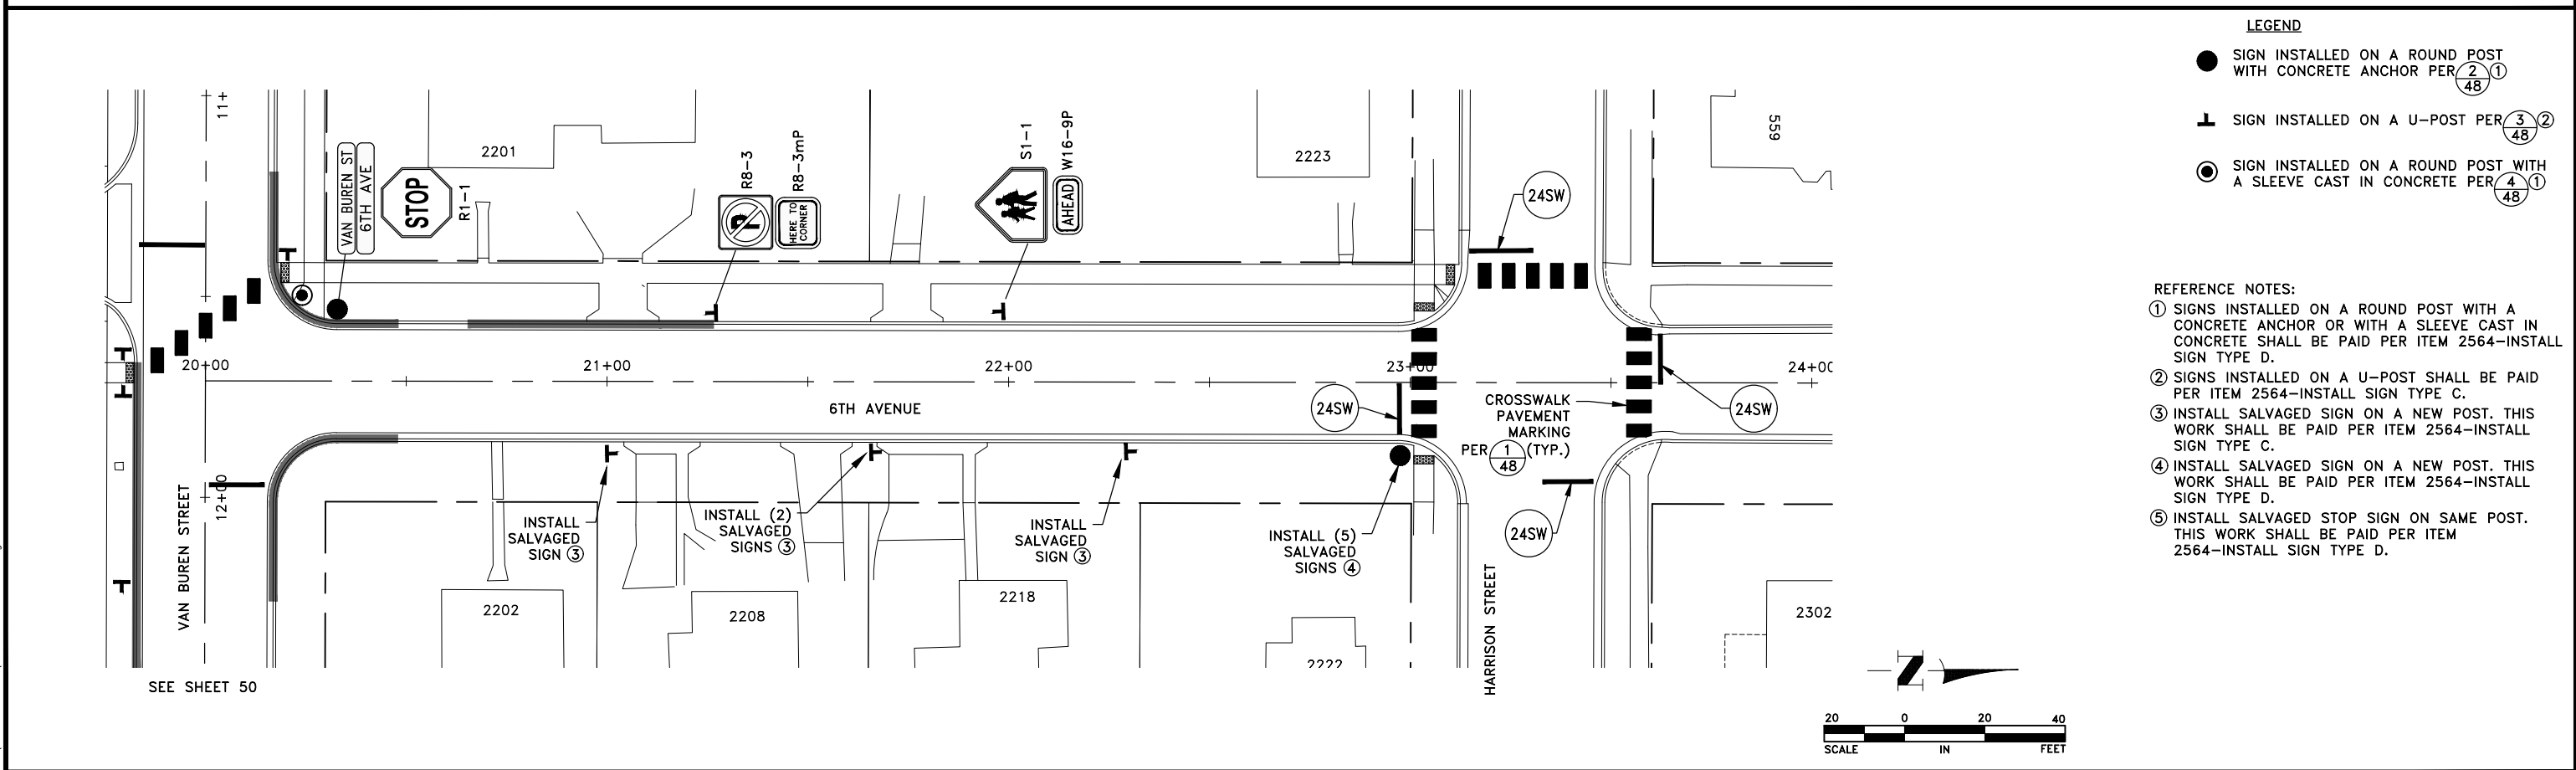 LEGEND
SIGN INSTALLED ON A ROUND POST
WITH CONCRETE ANCHOR PER 2/48 ①
SIGN INSTALLED ON A U-POST PER 3/48 ②
SIGN INSTALLED ON A ROUND POST WITH
A SLEEVE CAST IN CONCRETE PER 4/48 ①
REFERENCE NOTES:
① SIGNS INSTALLED ON A ROUND POST WITH A
CONCRETE ANCHOR OR WITH A SLEEVE CAST IN
CONCRETE SHALL BE PAID PER ITEM 2564-INSTALL
SIGN TYPE D.
② SIGNS INSTALLED ON A U-POST SHALL BE PAID
PER ITEM 2564-INSTALL SIGN TYPE C.
③ INSTALL SALVAGED SIGN ON A NEW POST. THIS
WORK SHALL BE PAID PER ITEM 2564-INSTALL
SIGN TYPE C.
④ INSTALL SALVAGED SIGN ON A NEW POST. THIS
WORK SHALL BE PAID PER ITEM 2564-INSTALL
SIGN TYPE D.
⑤ INSTALL SALVAGED STOP SIGN ON SAME POST.
THIS WORK SHALL BE PAID PER ITEM
2564-INSTALL SIGN TYPE D.
11+
VAN BUREN ST
6TH AVE
STOP
R1-1
2201
R8-3
P
R8-3mP
HERE TO
CORNER
S1-1
W16-9P
AHEAD
2223
24SW
559
20+00
21+00
22+00
23+00
24+00
6TH AVENUE
24SW
CROSSWALK
PAVEMENT
MARKING
PER 1/48 (TYP.)
24SW
24SW
12+00
VAN BUREN STREET
INSTALL
SALVAGED
SIGN ③
INSTALL (2)
SALVAGED
SIGNS ③
INSTALL
SALVAGED
SIGN ③
INSTALL (5)
SALVAGED
SIGNS ④
HARRISON STREET
2202
2208
2218
2222
2302
SEE SHEET 50
Z
20 0 20 40
SCALE IN FEET